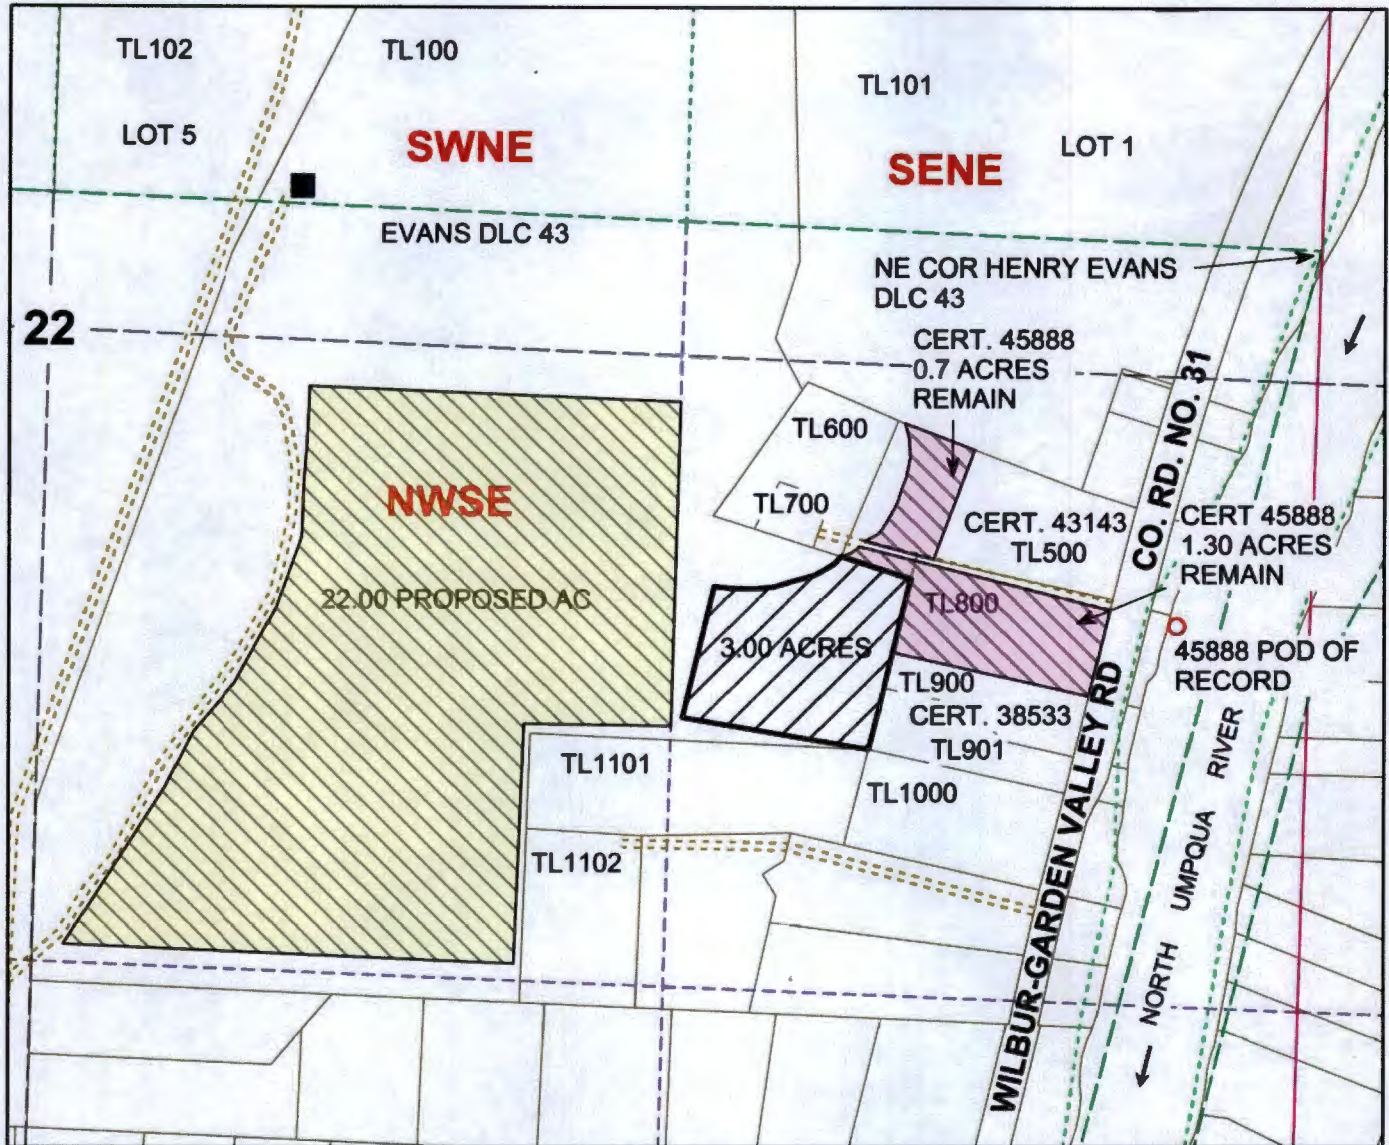 TL102
TL100
TL101
LOT 5
SWNE
LOT 1
SENE
EVANS DLC 43
NE COR HENRY EVANS
DLC 43
22
CERT. 45888
0.7 ACRES
REMAIN
CO. RD. NO. 31
TL600
NWSE
TL700
CERT. 43143
TL500
CERT 45888
1.30 ACRES
REMAIN
22.00 PROPOSED AC
TL800
3.00 ACRES
45888 POD OF
RECORD
TL900
CERT. 38533
TL901
TL1101
TL1000
TL1102
WILBUR-GARDEN VALLEY RD
NORTH UMPQUA RIVER